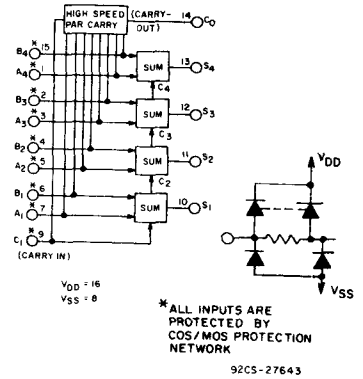 HIGH SPEED PAR CARRY
(CARRY-OUT)
14 CO
* B4 15
* A4 1
SUM
13 S4
C4
* B3 2
* A3 3
SUM
12 S3
C3
* B2 4
* A2 5
SUM
11 S2
C2
* B1 6
* A1 7
SUM
10 S1
* C1 9
(CARRY IN)
VDD = 16
VSS = 8
VDD
VSS
*ALL INPUTS ARE
PROTECTED BY
COS/MOS PROTECTION
NETWORK
92CS-27643